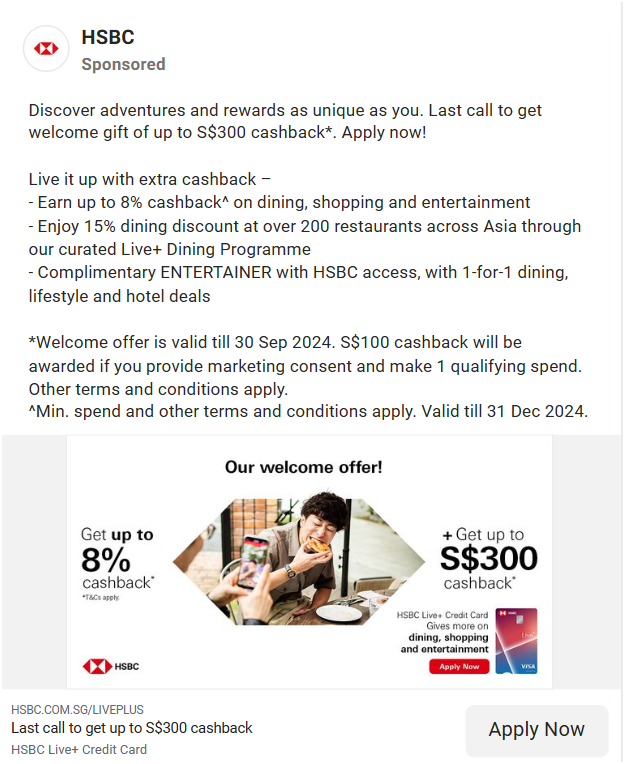 HSBC
Sponsored
Discover adventures and rewards as unique as you. Last call to get
welcome gift of up to S$300 cashback*. Apply now!
Live it up with extra cashback –
- Earn up to 8% cashback^ on dining, shopping and entertainment
- Enjoy 15% dining discount at over 200 restaurants across Asia through
our curated Live+ Dining Programme
- Complimentary ENTERTAINER with HSBC access, with 1-for-1 dining,
lifestyle and hotel deals
*Welcome offer is valid till 30 Sep 2024. S$100 cashback will be
awarded if you provide marketing consent and make 1 qualifying spend.
Other terms and conditions apply.
^Min. spend and other terms and conditions apply. Valid till 31 Dec 2024.
Our welcome offer!
Get up to
8%
cashback*
*T&Cs apply.
+ Get up to
S$300
cashback*
HSBC Live+ Credit Card
Gives more on
dining, shopping
and entertainment
Apply Now
HSBC
Live+
VISA
HSBC
HSBC.COM.SG/LIVEPLUS
Last call to get up to S$300 cashback
HSBC Live+ Credit Card
Apply Now